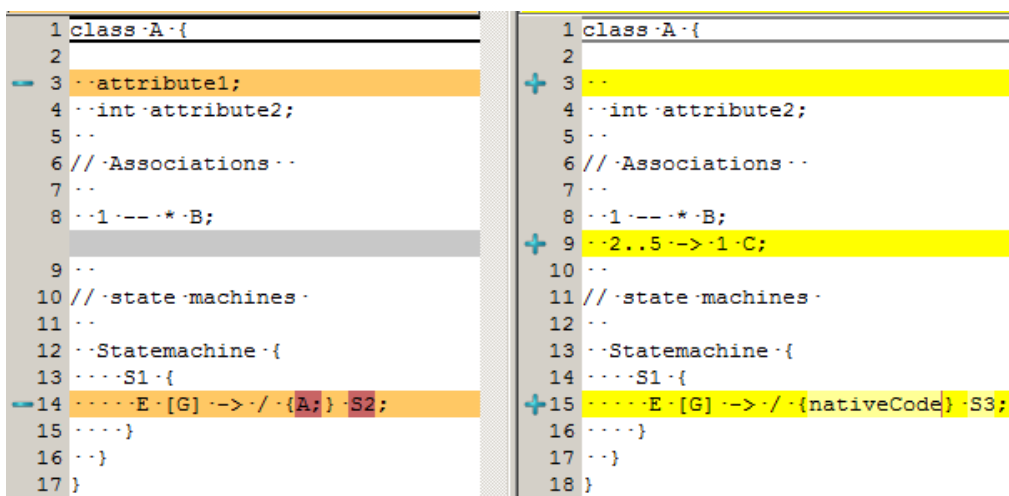 1 class·A·{
2
3 ··attribute1;
4 ··int·attribute2;
5 ··
6 //·Associations··
7 ··
8 ··1·--·*·B;
9 ··
10 //·state·machines·
11 ··
12 ··Statemachine·{
13 ····S1·{
14 ·····E·[G]·->·/·{A;}·S2;
15 ····}
16 ··}
17 }
1 class·A·{
2
3 ··
4 ··int·attribute2;
5 ··
6 //·Associations··
7 ··
8 ··1·--·*·B;
9 ··2..5·->·1·C;
10 ··
11 //·state·machines·
12 ··
13 ··Statemachine·{
14 ····S1·{
15 ·····E·[G]·->·/·{nativeCode}·S3;
16 ····}
17 ··}
18 }